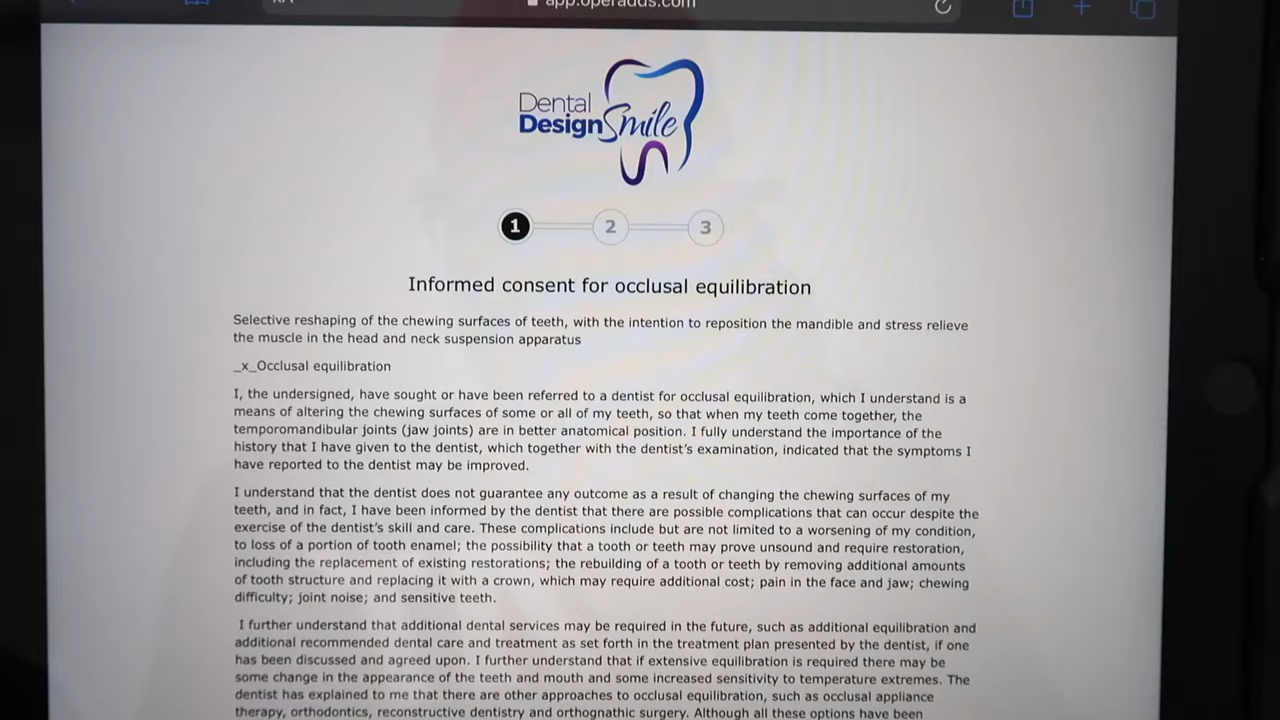 AA app.operadds.com
Dental
DesignSmile
1 2 3
Informed consent for occlusal equilibration
Selective reshaping of the chewing surfaces of teeth, with the intention to reposition the mandible and stress relieve
the muscle in the head and neck suspension apparatus
_x_Occlusal equilibration
I, the undersigned, have sought or have been referred to a dentist for occlusal equilibration, which I understand is a
means of altering the chewing surfaces of some or all of my teeth, so that when my teeth come together, the
temporomandibular joints (jaw joints) are in better anatomical position. I fully understand the importance of the
history that I have given to the dentist, which together with the dentist’s examination, indicated that the symptoms I
have reported to the dentist may be improved.
I understand that the dentist does not guarantee any outcome as a result of changing the chewing surfaces of my
teeth, and in fact, I have been informed by the dentist that there are possible complications that can occur despite the
exercise of the dentist’s skill and care. These complications include but are not limited to a worsening of my condition,
to loss of a portion of tooth enamel; the possibility that a tooth or teeth may prove unsound and require restoration,
including the replacement of existing restorations; the rebuilding of a tooth or teeth by removing additional amounts
of tooth structure and replacing it with a crown, which may require additional cost; pain in the face and jaw; chewing
difficulty; joint noise; and sensitive teeth.
I further understand that additional dental services may be required in the future, such as additional equilibration and
additional recommended dental care and treatment as set forth in the treatment plan presented by the dentist, if one
has been discussed and agreed upon. I further understand that if extensive equilibration is required there may be
some change in the appearance of the teeth and mouth and some increased sensitivity to temperature extremes. The
dentist has explained to me that there are other approaches to occlusal equilibration, such as occlusal appliance
therapy, orthodontics, reconstructive dentistry and orthognathic surgery. Although all these options have been